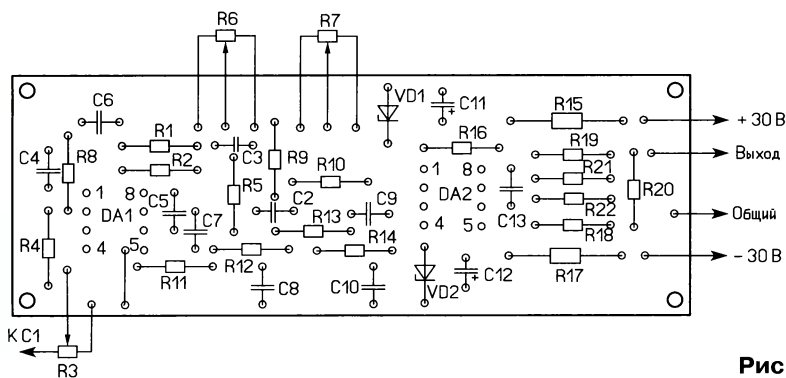 R6 R7
C6 VD1 C11 R15 + 30 В
R1 R16 R19 Выход
C4 R8 R2 C3 R9 R10 R21
1 8 R5 1 8 R20
DA1 C5 C2 C9 DA2 C13 R22
C7 R13 R18 Общий
R4 4 5 R12 R14 4 5
R11 C8 C10 VD2 C12 R17 – 30 В
К С1
R3
Рис